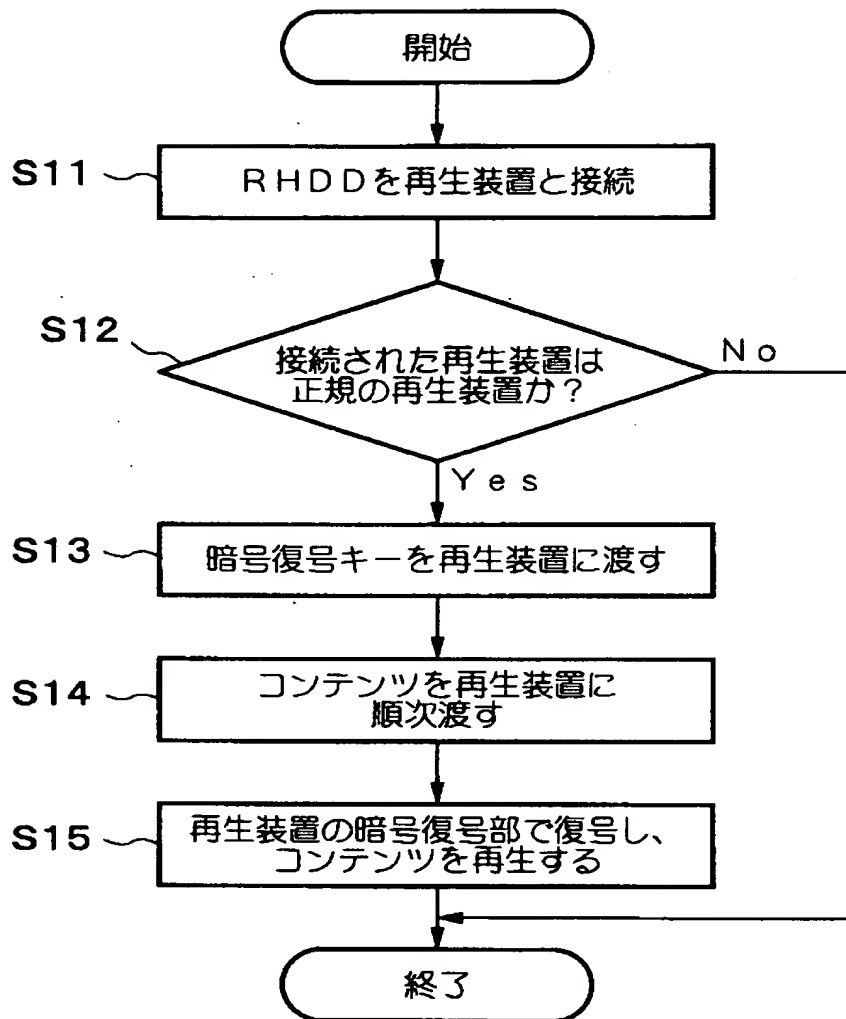 開始
S11
RHDDを再生装置と接続
S12
接続された再生装置は
正規の再生装置か?
No
Yes
S13
暗号復号キーを再生装置に渡す
S14
コンテンツを再生装置に
順次渡す
S15
再生装置の暗号復号部で復号し、
コンテンツを再生する
終了